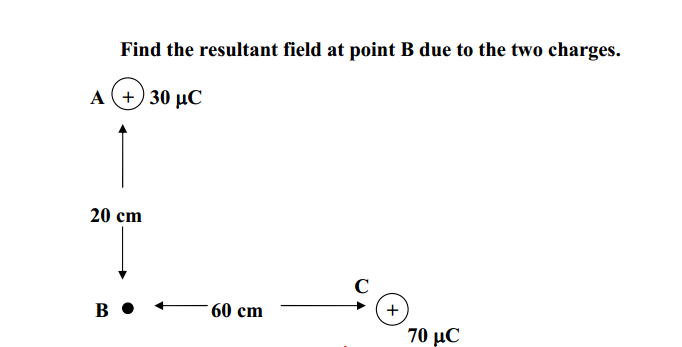 Find the resultant field at point B due to the two charges.
A + 30 µC
20 cm
C
B 60 cm +
70 µC